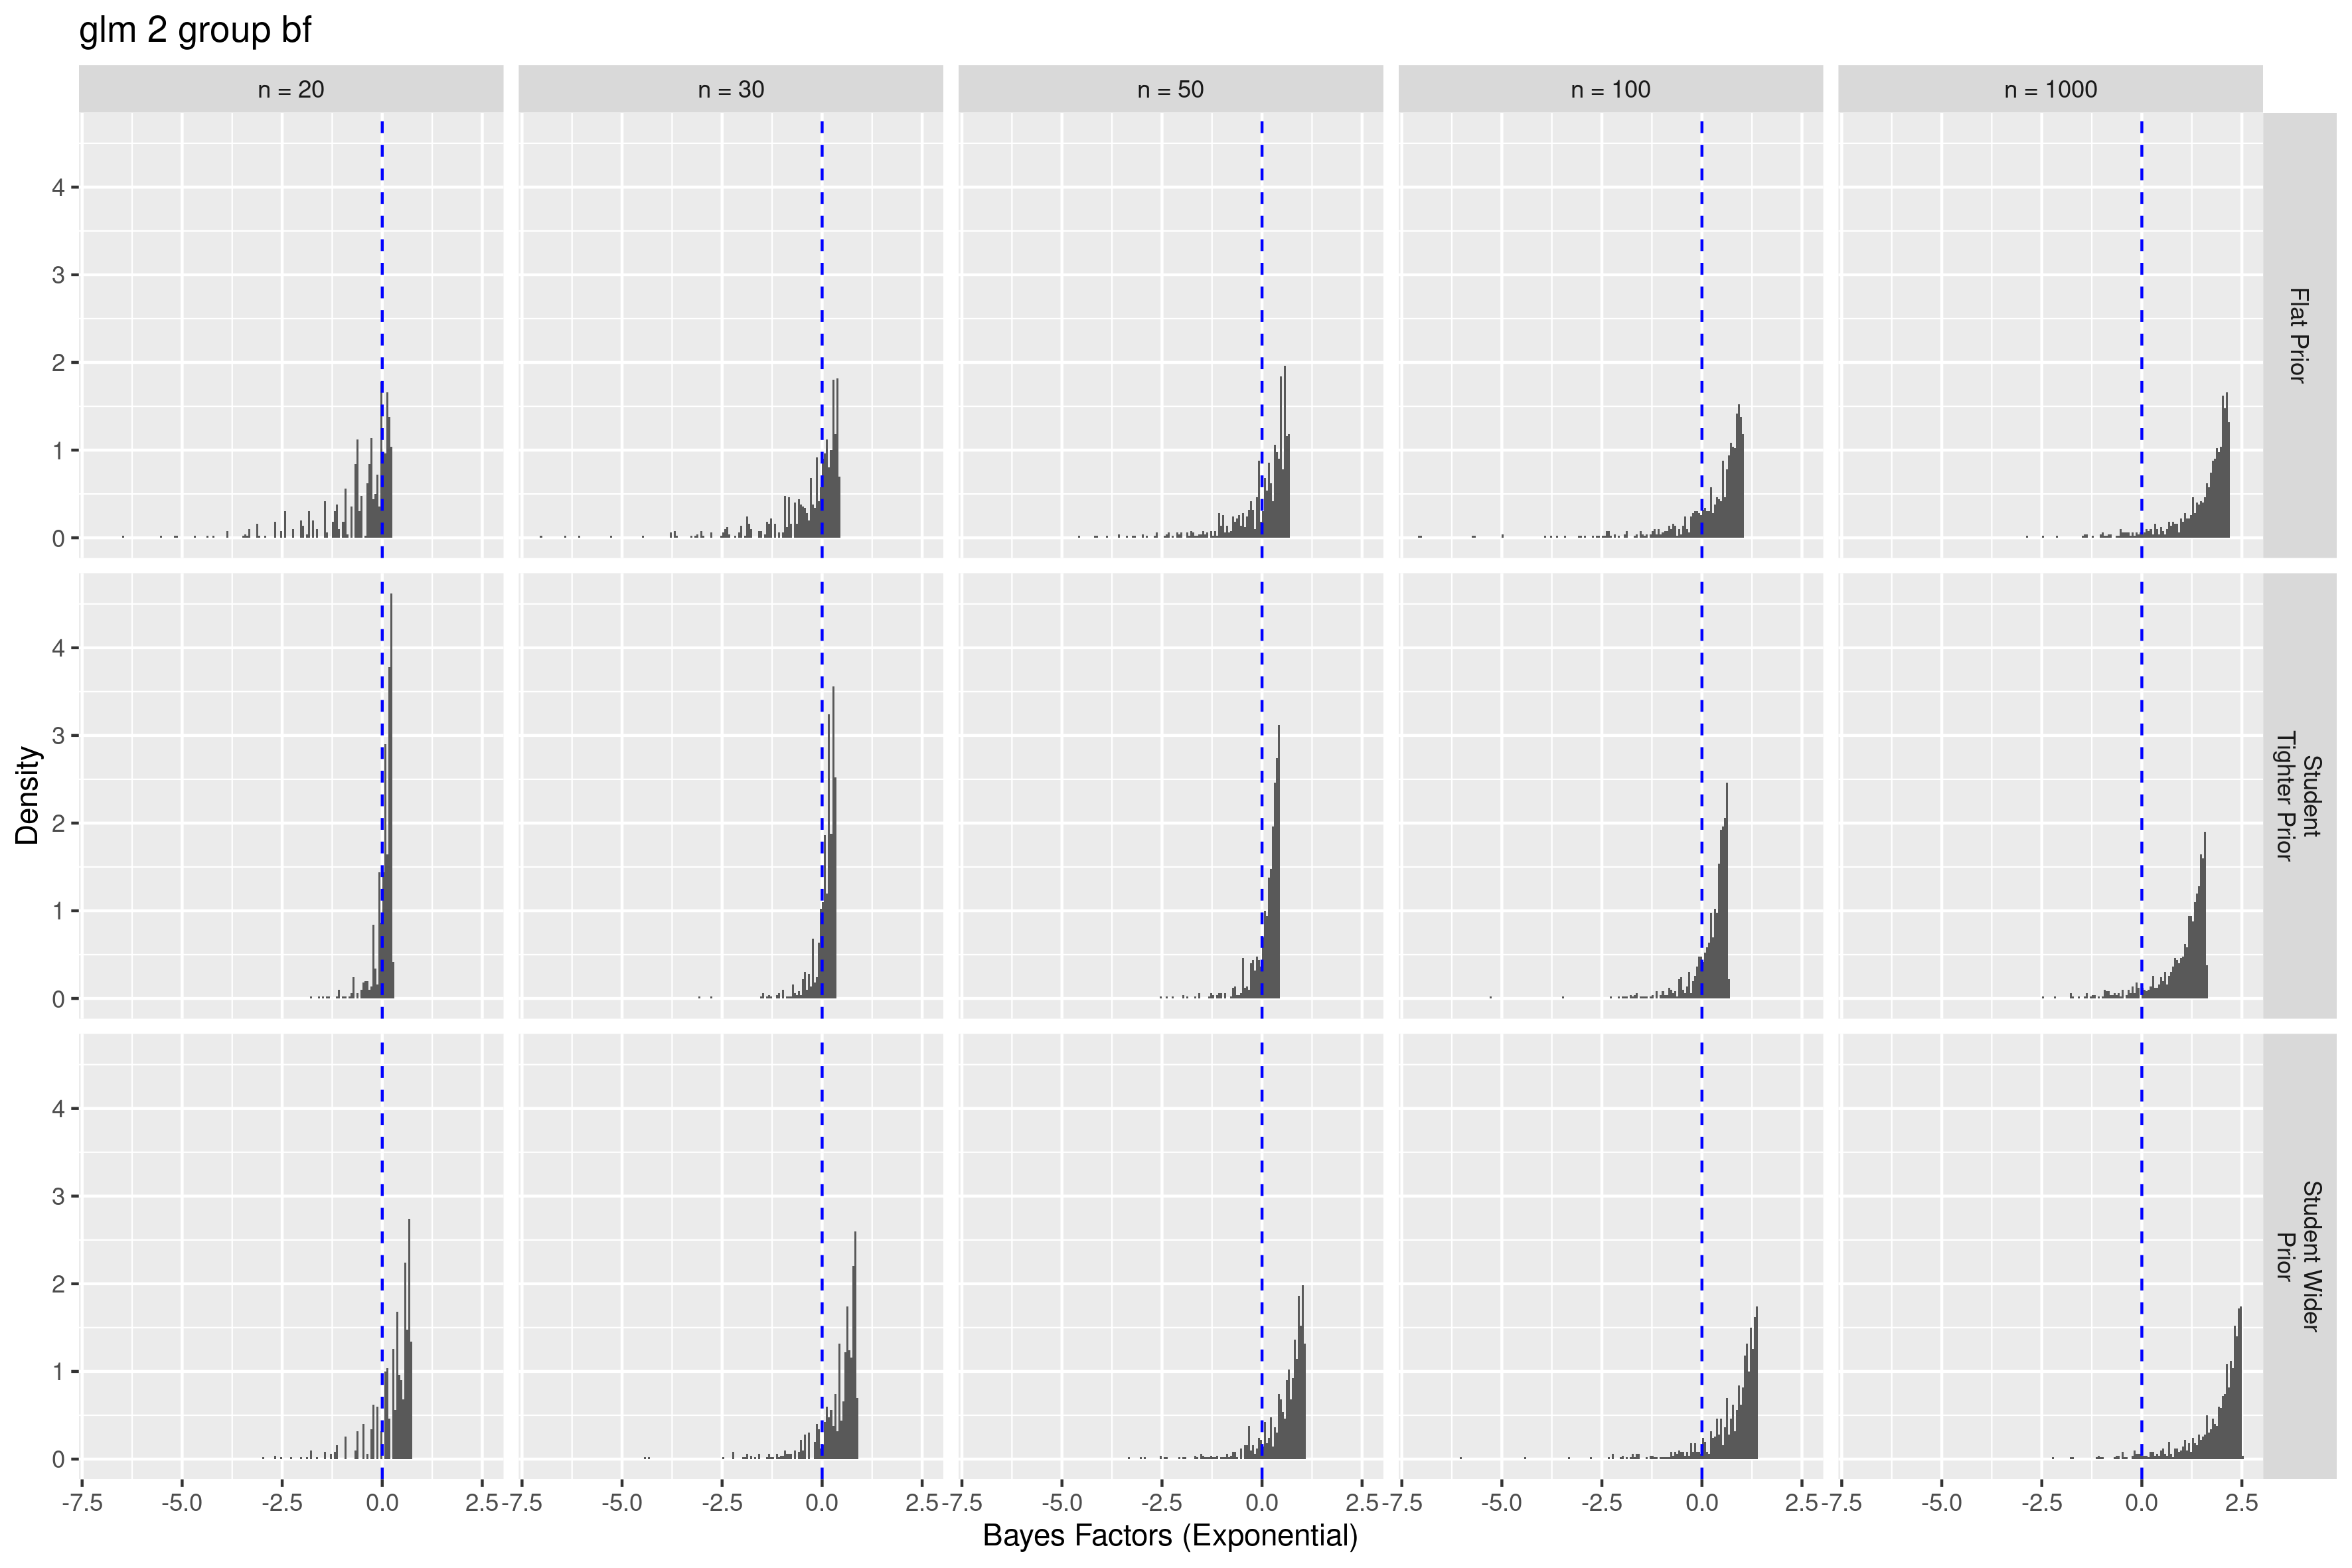 glm 2 group bf
n = 20
n = 30
n = 50
n = 100
n = 1000
4
3
2
1
0
Flat Prior
4
3
2
1
0
Student
Tighter Prior
4
3
2
1
0
Student Wider
Prior
Density
-7.5 -5.0 -2.5 0.0 2.5
-7.5 -5.0 -2.5 0.0 2.5
-7.5 -5.0 -2.5 0.0 2.5
-7.5 -5.0 -2.5 0.0 2.5
-7.5 -5.0 -2.5 0.0 2.5
Bayes Factors (Exponential)